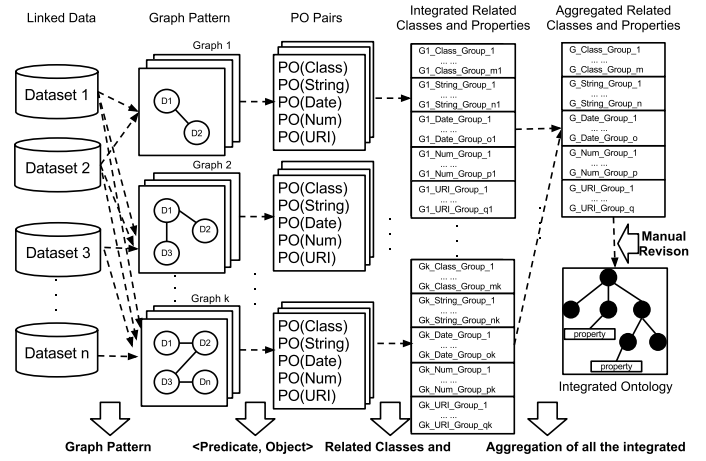 Linked Data
Graph Pattern
PO Pairs
Integrated Related
Classes and Properties
Aggregated Related
Classes and Properties
Dataset 1
Dataset 2
Dataset 3
Dataset n
Graph 1
D1
D2
Graph 2
D1
D2
D3
Graph k
D1
D2
D3
Dn
PO(Class)
PO(String)
PO(Date)
PO(Num)
PO(URI)
PO(Class)
PO(String)
PO(Date)
PO(Num)
PO(URI)
PO(Class)
PO(String)
PO(Date)
PO(Num)
PO(URI)
G1_Class_Group_1
... ...
G1_Class_Group_m1
G1_String_Group_1
... ...
G1_String_Group_n1
G1_Date_Group_1
... ...
G1_Date_Group_o1
G1_Num_Group_1
... ...
G1_Num_Group_p1
G1_URI_Group_1
... ...
G1_URI_Group_q1
Gk_Class_Group_1
... ...
Gk_Class_Group_mk
Gk_String_Group_1
... ...
Gk_String_Group_nk
Gk_Date_Group_1
... ...
Gk_Date_Group_ok
Gk_Num_Group_1
... ...
Gk_Num_Group_pk
Gk_URI_Group_1
... ...
Gk_URI_Group_qk
G_Class_Group_1
... ...
G_Class_Group_m
G_String_Group_1
... ...
G_String_Group_n
G_Date_Group_1
... ...
G_Date_Group_o
G_Num_Group_1
... ...
G_Num_Group_p
G_URI_Group_1
... ...
G_URI_Group_q
Manual
Revison
property
property
Integrated Ontology
Graph Pattern
<Predicate, Object>
Related Classes and
Aggregation of all the integrated